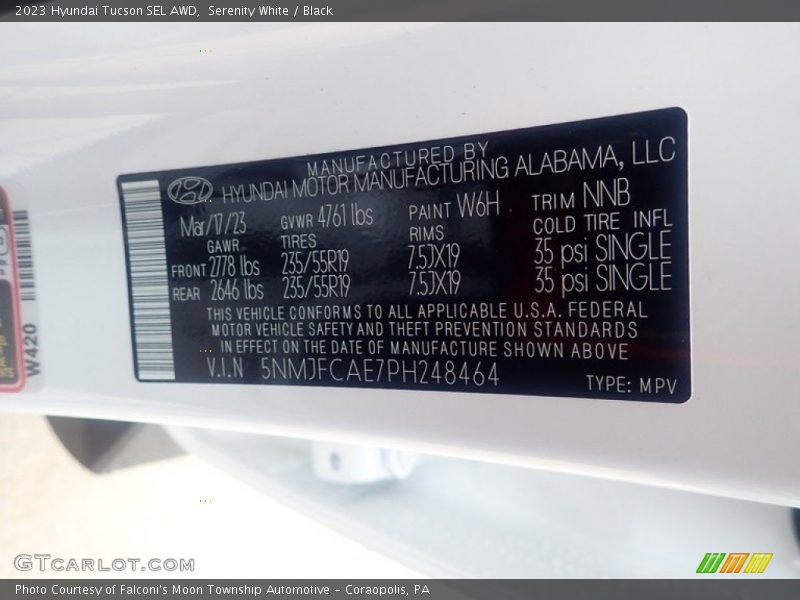 2023 Hyundai Tucson SEL AWD, Serenity White / Black
MANUFACTURED BY
HYUNDAI MOTOR MANUFACTURING ALABAMA, LLC
Mar/17/23 GVWR 4761 lbs PAINT W6H TRIM NNB
GAWR TIRES RIMS COLD TIRE INFL
FRONT 2778 lbs 235/55R19 7.5JX19 35 psi SINGLE
REAR 2646 lbs 235/55R19 7.5JX19 35 psi SINGLE
THIS VEHICLE CONFORMS TO ALL APPLICABLE U.S.A. FEDERAL
MOTOR VEHICLE SAFETY AND THEFT PREVENTION STANDARDS
IN EFFECT ON THE DATE OF MANUFACTURE SHOWN ABOVE
V.I.N 5NMJFCAE7PH248464
TYPE: MPV
W420
GTCARLOT.COM
Photo Courtesy of Falconi's Moon Township Automotive - Coraopolis, PA